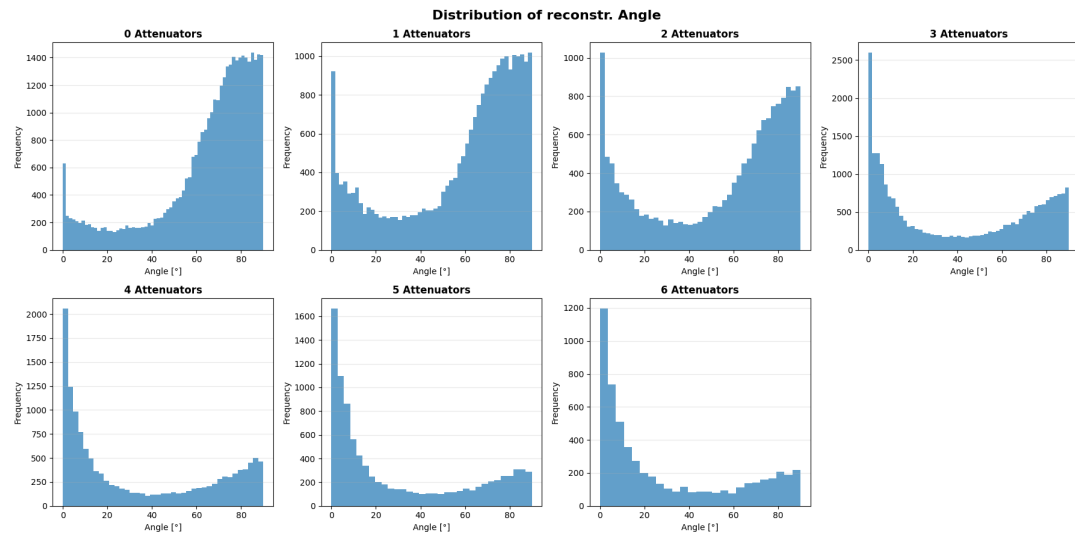 Distribution of reconstr. Angle
0 Attenuators
1 Attenuators
2 Attenuators
3 Attenuators
Frequency
1400
1200
1000
800
600
400
200
0
0 20 40 60 80
Angle [°]
Frequency
1000
800
600
400
200
0
0 20 40 60 80
Angle [°]
Frequency
1000
800
600
400
200
0
0 20 40 60 80
Angle [°]
Frequency
2500
2000
1500
1000
500
0
0 20 40 60 80
Angle [°]
4 Attenuators
5 Attenuators
6 Attenuators
Frequency
2000
1750
1500
1250
1000
750
500
250
0
0 20 40 60 80
Angle [°]
Frequency
1600
1400
1200
1000
800
600
400
200
0
0 20 40 60 80
Angle [°]
Frequency
1200
1000
800
600
400
200
0
0 20 40 60 80
Angle [°]